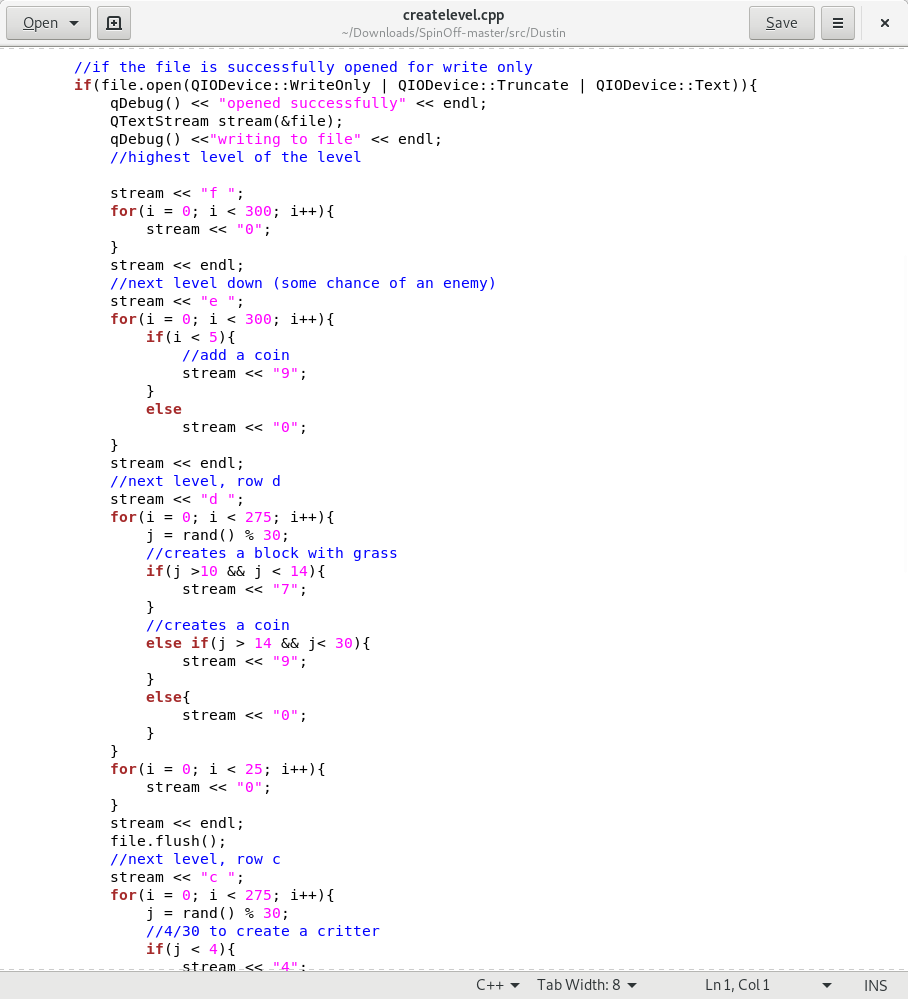 Open
createlevel.cpp
~/Downloads/SpinOff-master/src/Dustin
Save
//if the file is successfully opened for write only
if(file.open(QIODevice::WriteOnly | QIODevice::Truncate | QIODevice::Text)){
    qDebug() << "opened successfully" << endl;
    QTextStream stream(&file);
    qDebug() <<"writing to file" << endl;
    //highest level of the level
    stream << "f ";
    for(i = 0; i < 300; i++){
        stream << "0";
    }
    stream << endl;
    //next level down (some chance of an enemy)
    stream << "e ";
    for(i = 0; i < 300; i++){
        if(i < 5){
            //add a coin
            stream << "9";
        }
        else
            stream << "0";
    }
    stream << endl;
    //next level, row d
    stream << "d ";
    for(i = 0; i < 275; i++){
        j = rand() % 30;
        //creates a block with grass
        if(j >10 && j < 14){
            stream << "7";
        }
        //creates a coin
        else if(j > 14 && j< 30){
            stream << "9";
        }
        else{
            stream << "0";
        }
    }
    for(i = 0; i < 25; i++){
        stream << "0";
    }
    stream << endl;
    file.flush();
    //next level, row c
    stream << "c ";
    for(i = 0; i < 275; i++){
        j = rand() % 30;
        //4/30 to create a critter
        if(j < 4){
            stream << "4";
C++ Tab Width: 8 Ln 1, Col 1 INS